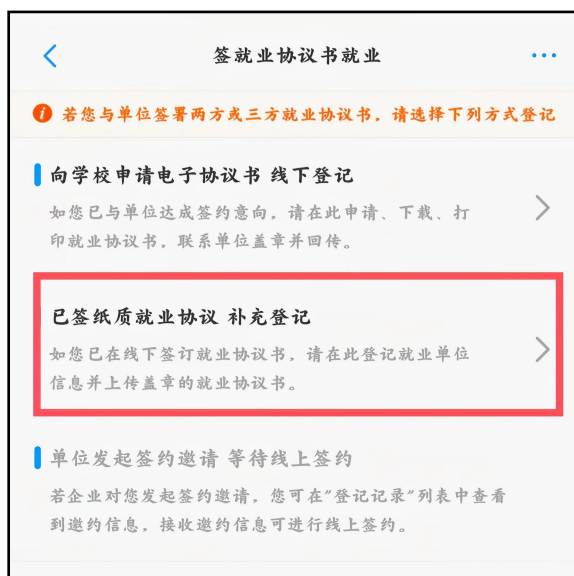 签就业协议书就业
若您与单位签署两方或三方就业协议书，请选择下列方式登记
向学校申请电子协议书 线下登记
如您已与单位达成签约意向，请在此申请、下载、打
印就业协议书，联系单位盖章并回传。
已签纸质就业协议 补充登记
如您已在线下签订就业协议书，请在此登记就业单位
信息并上传盖章的就业协议书。
单位发起签约邀请 等待线上签约
若企业对您发起签约邀请，您可在"登记记录"列表中查看
到邀约信息，接收邀约信息可进行线上签约。